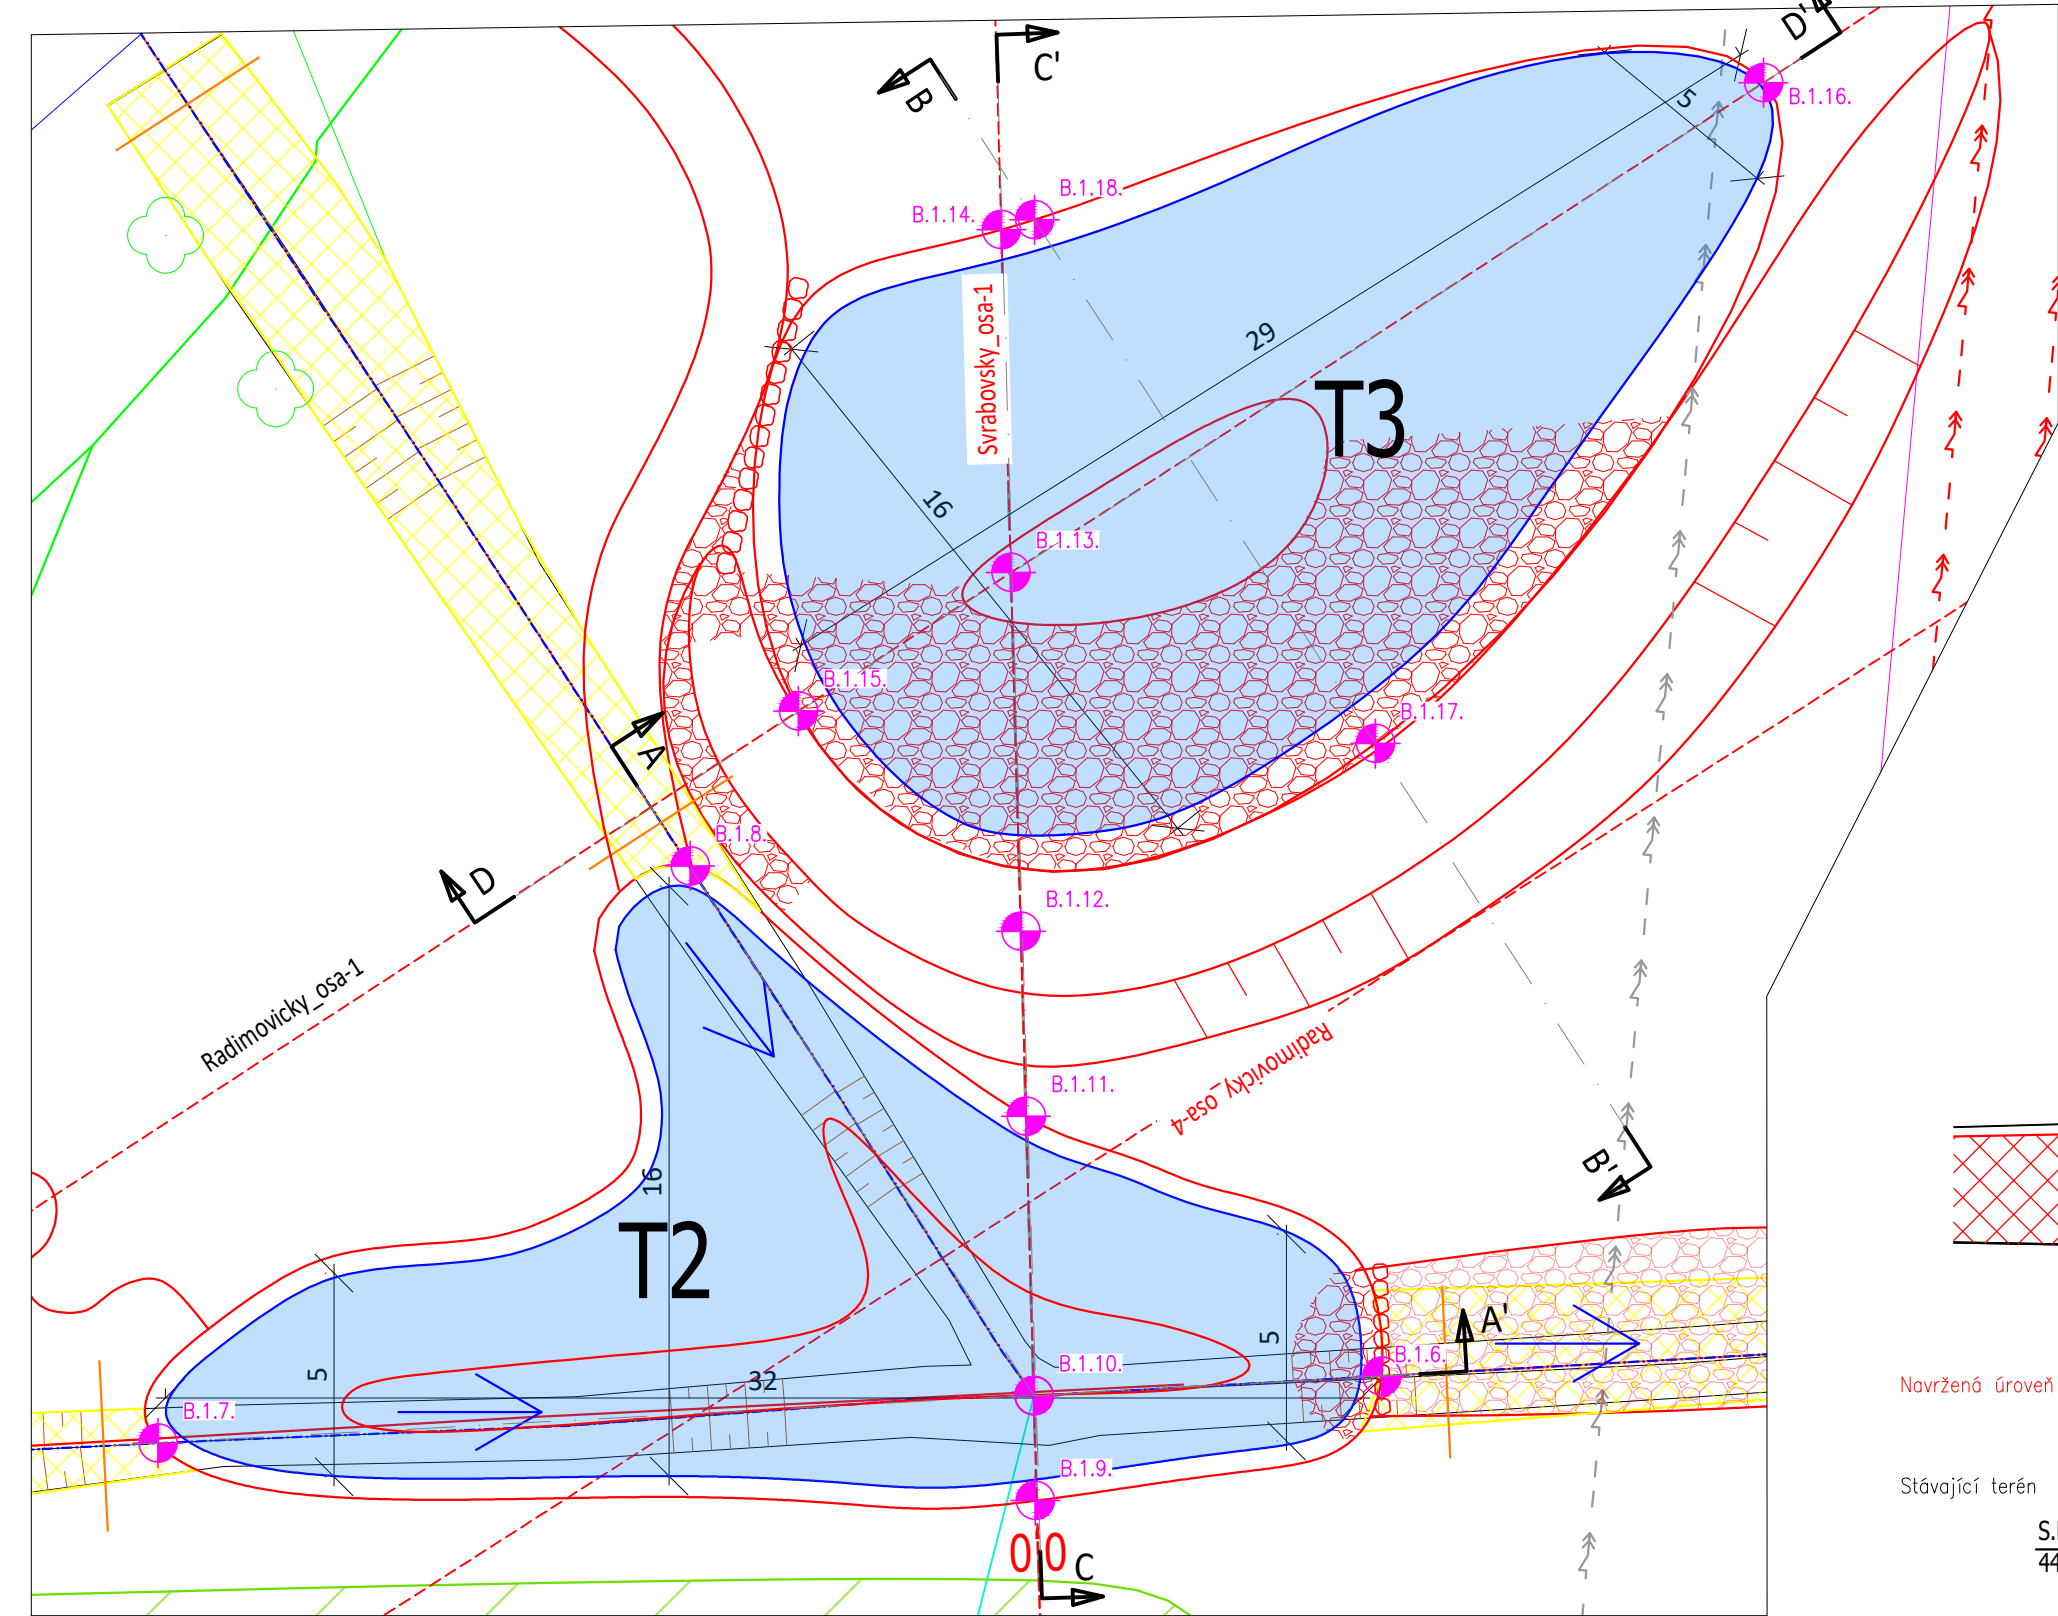 D'
C'
B
5
B.1.16.
B.1.18.
B.1.14.
Svrabovsky_osa-1
29
T3
16
B.1.13.
B.1.15.
B.1.17.
A
B.1.8.
D
B.1.12.
Radimovicky_osa-1
Radimovicky_osa-4
B.1.11.
B'
16
T2
5
5
A'
B.1.10.
B.1.6.
32
B.1.7.
Navržená úroveň
B.1.9.
Stávající terén
00
C
S.
44